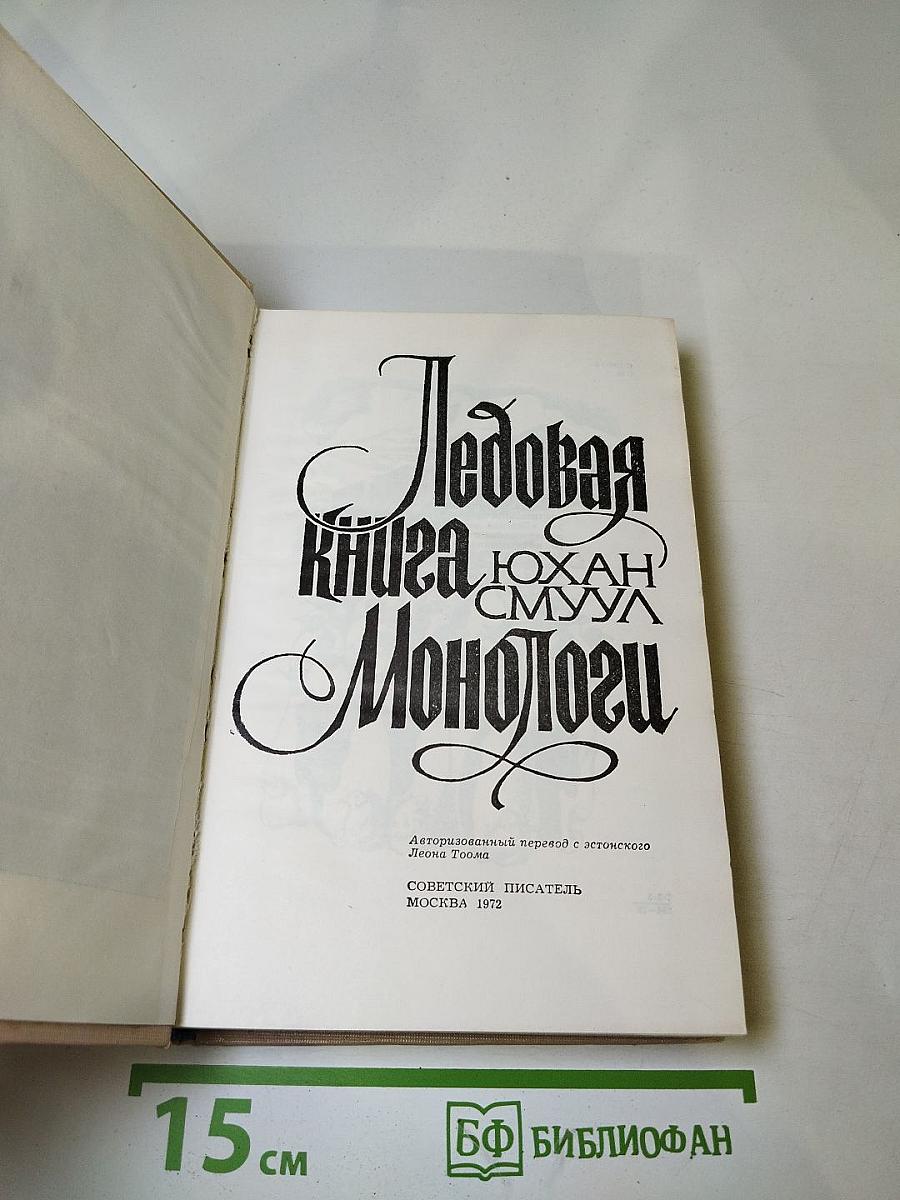 Ледовая
книга
ЮХАН
СМУУЛ
Монологи
Авторизованный перевод с эстонского
Леона Тоома
СОВЕТСКИЙ ПИСАТЕЛЬ
МОСКВА 1972
15 см
БФ БИБЛИОФАН